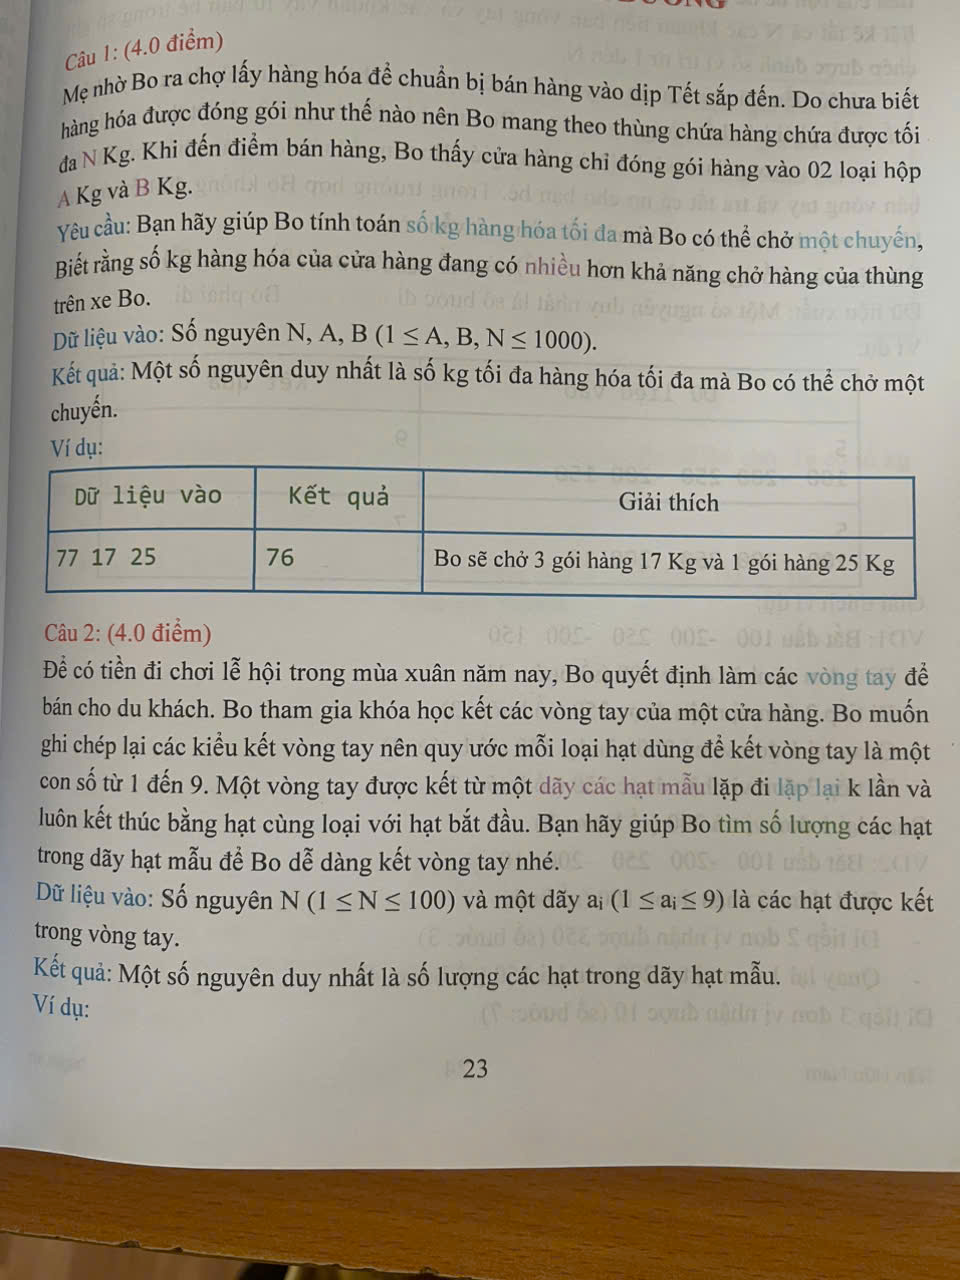 Câu 1: (4.0 điểm)
Mẹ nhờ Bo ra chợ lấy hàng hóa để chuẩn bị bán hàng vào dịp Tết sắp đến. Do chưa biết
hàng hóa được đóng gói như thế nào nên Bo mang theo thùng chứa hàng chứa được tối
đa N Kg. Khi đến điểm bán hàng, Bo thấy cửa hàng chỉ đóng gói hàng vào 02 loại hộp
A Kg và B Kg.
Yêu cầu: Bạn hãy giúp Bo tính toán số kg hàng hóa tối đa mà Bo có thể chở một chuyến,
Biết rằng số kg hàng hóa của cửa hàng đang có nhiều hơn khả năng chở hàng của thùng
trên xe Bo.
Dữ liệu vào: Số nguyên N, A, B (1 ≤ A, B, N ≤ 1000).
Kết quả: Một số nguyên duy nhất là số kg tối đa hàng hóa tối đa mà Bo có thể chở một
chuyến.
Ví dụ:
Dữ liệu vào Kết quả Giải thích
77 17 25 76 Bo sẽ chở 3 gói hàng 17 Kg và 1 gói hàng 25 Kg
Câu 2: (4.0 điểm)
Để có tiền đi chơi lễ hội trong mùa xuân năm nay, Bo quyết định làm các vòng tay để
bán cho du khách. Bo tham gia khóa học kết các vòng tay của một cửa hàng. Bo muốn
ghi chép lại các kiểu kết vòng tay nên quy ước mỗi loại hạt dùng để kết vòng tay là một
con số từ 1 đến 9. Một vòng tay được kết từ một dãy các hạt mẫu lặp đi lặp lại k lần và
luôn kết thúc bằng hạt cùng loại với hạt bắt đầu. Bạn hãy giúp Bo tìm số lượng các hạt
trong dãy hạt mẫu để Bo dễ dàng kết vòng tay nhé.
Dữ liệu vào: Số nguyên N (1 ≤ N ≤ 100) và một dãy aᵢ (1 ≤ aᵢ ≤ 9) là các hạt được kết
trong vòng tay.
Kết quả: Một số nguyên duy nhất là số lượng các hạt trong dãy hạt mẫu.
Ví dụ:
23